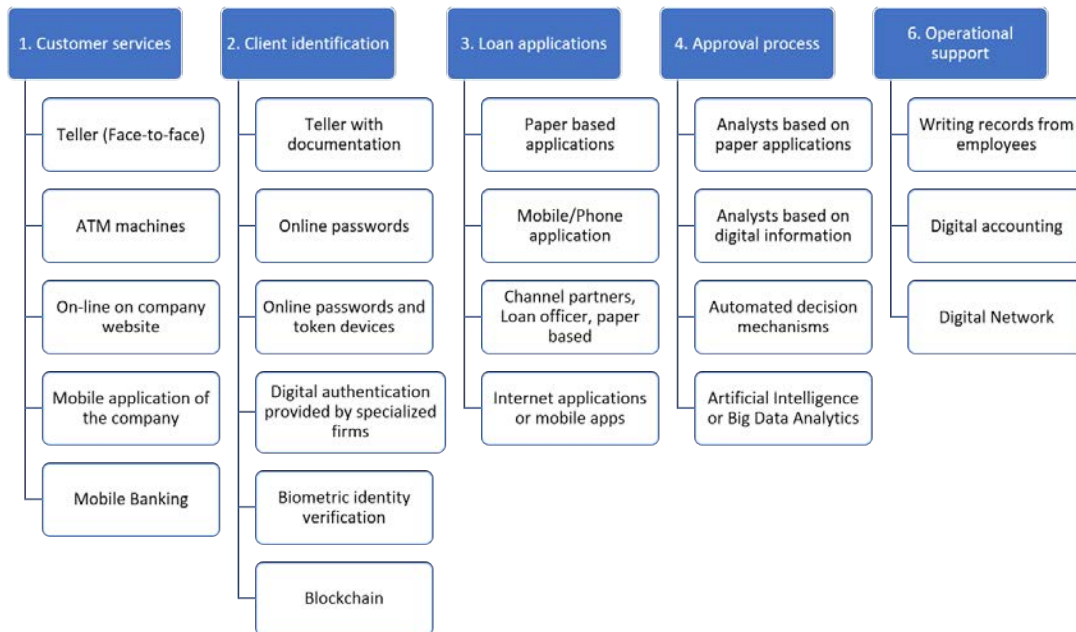 1. Customer services
Teller (Face-to-face)
ATM machines
On-line on company
website
Mobile application of
the company
Mobile Banking
2. Client identification
Teller with
documentation
Online passwords
Online passwords and
token devices
Digital authentication
provided by specialized
firms
Biometric identity
verification
Blockchain
3. Loan applications
Paper based
applications
Mobile/Phone
application
Channel partners,
Loan officer, paper
based
Internet applications
or mobile apps
4. Approval process
Analysts based on
paper applications
Analysts based on
digital information
Automated decision
mechanisms
Artificial Intelligence
or Big Data Analytics
6. Operational
support
Writing records from
employees
Digital accounting
Digital Network